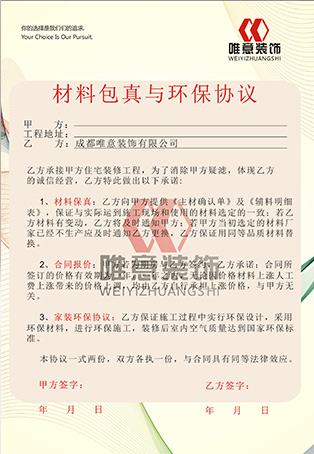 你的选择是我们们的追求.
Your Choice Is Our Pursuit.
唯意装饰
WEIYIZHUANGSHI
材料包真与环保协议
甲 方:
工程地址:
乙 方:成都唯意装饰有限公司
乙方承接甲方住宅装修工程,为了消除甲方疑滤,体现乙方
的诚信经营,乙方特此做出以下承诺:
1、材料保真:乙方向甲方提供《主材确认单》及《辅料明细
表》,保证与实际运到施工现场和使用的材料选定的一致;若乙
方材料有变动,乙方将及时通知甲方;若甲方当初选定的材料厂
家已经不生产应及时通知乙方更换,乙方保证用同等品质材料替
换。
唯意装饰
WEIYIZHUANGSHI
2、合同报价:
乙方承诺:合同所
签订的价格有效期
材料上涨人工
费上涨带来的价格上调,均由乙方自行承担上涨价格,与甲方无
关。
3、家装环保协议:乙方保证施工过程中实行环保设计,采用
环保材料,进行环保施工,装修后室内空气质量达到国家环保标
准。
本协议一式两份,双方各执一份,与合同具有同等法律效应。
甲方签字: 乙方签字:
年 月 日 年 月 日